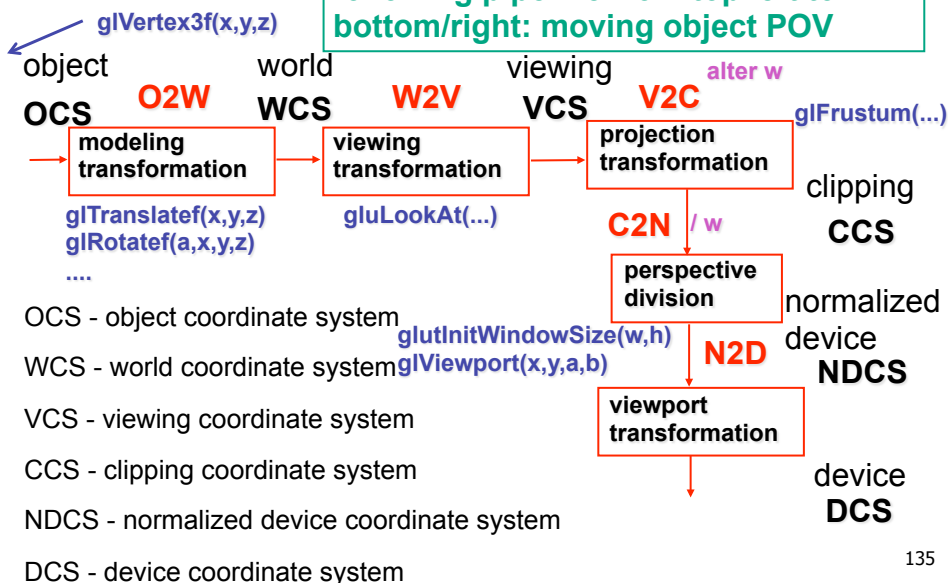 bottom/right: moving object POV
glVertex3f(x,y,z)
object
world
viewing
alter w
OCS
O2W
WCS
W2V
VCS
V2C
glFrustum(...)
modeling
transformation
viewing
transformation
projection
transformation
glTranslatef(x,y,z)
glRotatef(a,x,y,z)
....
gluLookAt(...)
clipping
CCS
C2N
/ w
perspective
division
normalized
device
NDCS
OCS - object coordinate system
glutInitWindowSize(w,h)
WCS - world coordinate system
glViewport(x,y,a,b)
N2D
viewport
transformation
VCS - viewing coordinate system
CCS - clipping coordinate system
device
DCS
NDCS - normalized device coordinate system
DCS - device coordinate system
135